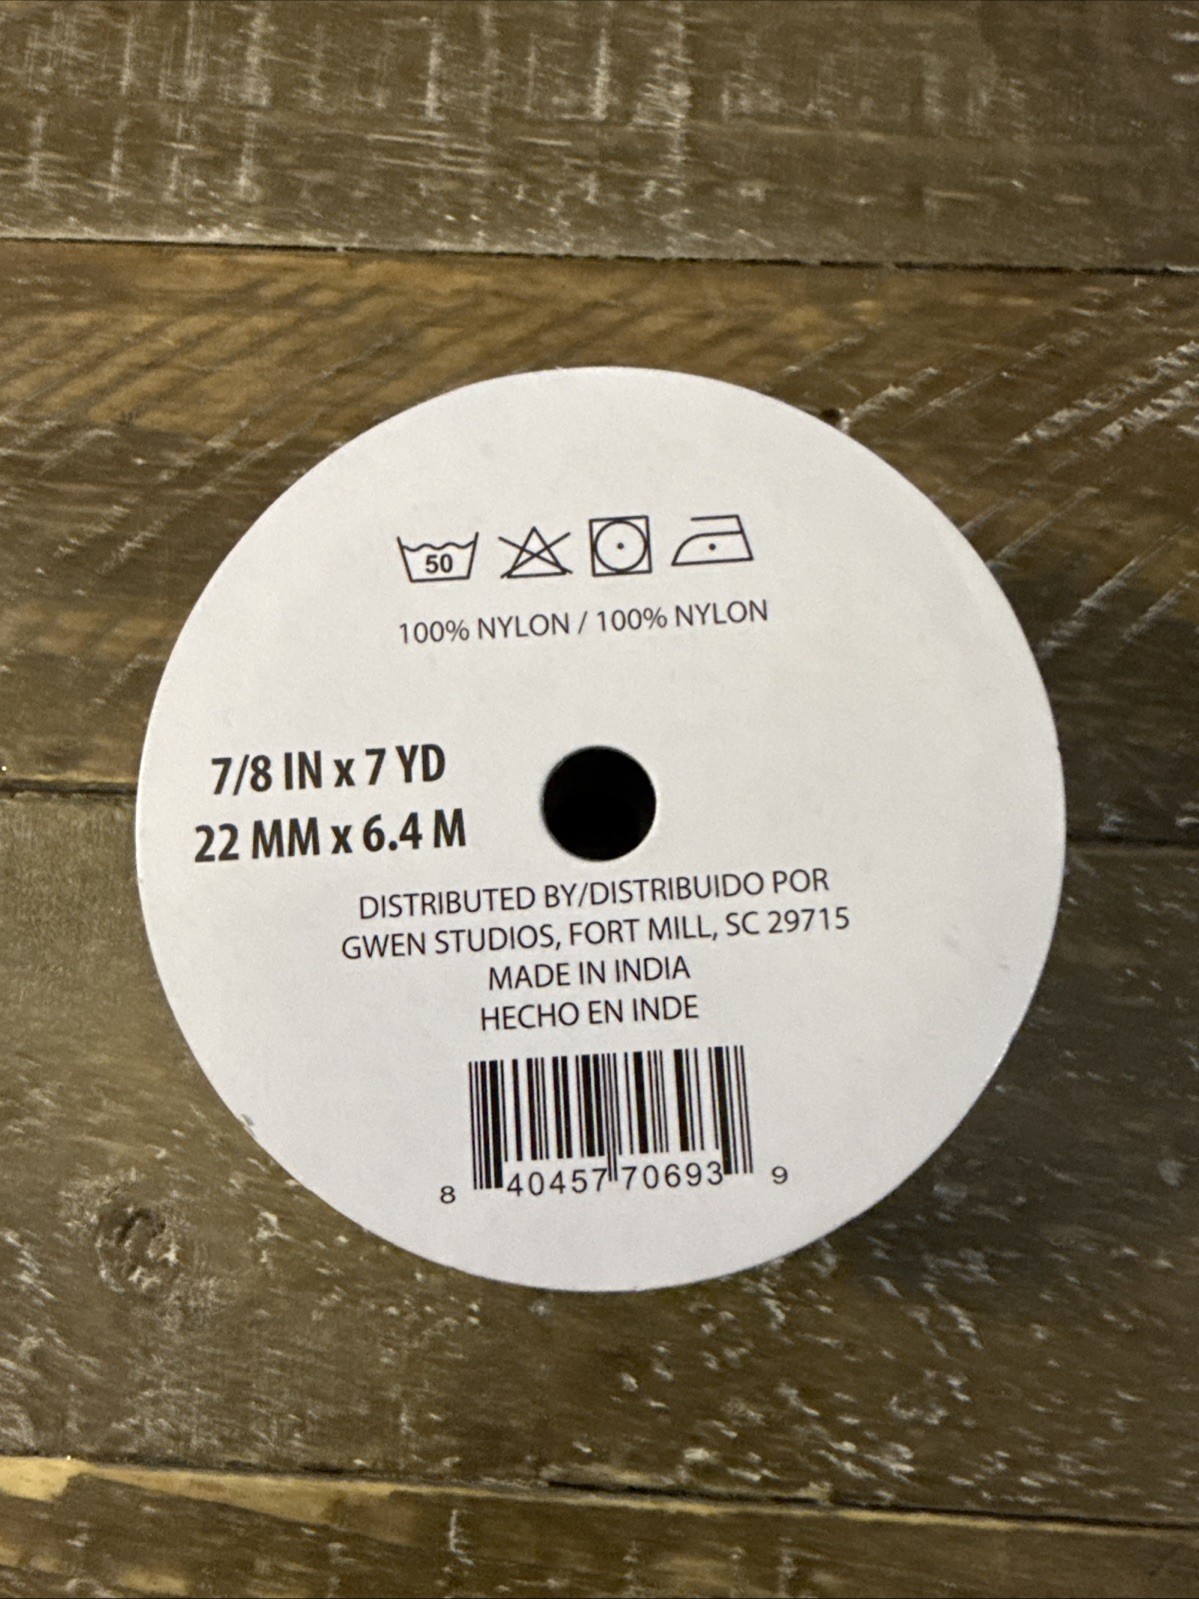 50
100% NYLON / 100% NYLON
7/8 IN x 7 YD
22 MM x 6.4 M
DISTRIBUTED BY/DISTRIBUIDO POR
GWEN STUDIOS, FORT MILL, SC 29715
MADE IN INDIA
HECHO EN INDE
8 40457 70693 9